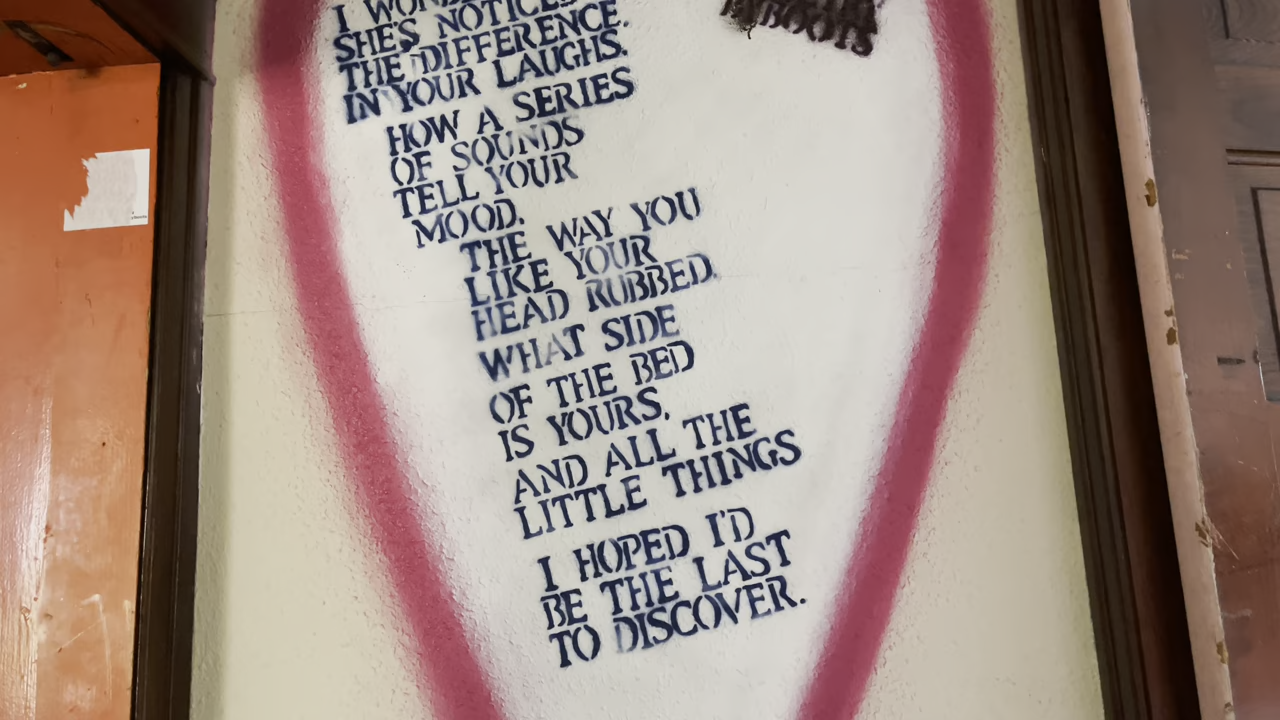 I
SHE'S NOTICED
THE DIFFERENCE.
IN YOUR LAUGHS.
HOW A SERIES
OF SOUNDS
TELL YOUR
MOOD.
THE WAY YOU
LIKE YOUR
HEAD RUBBED.
WHAT SIDE
OF THE BED
IS YOURS.
AND ALL THE
LITTLE THINGS
I HOPED I'D
BE THE LAST
TO DISCOVER.
BOOTS